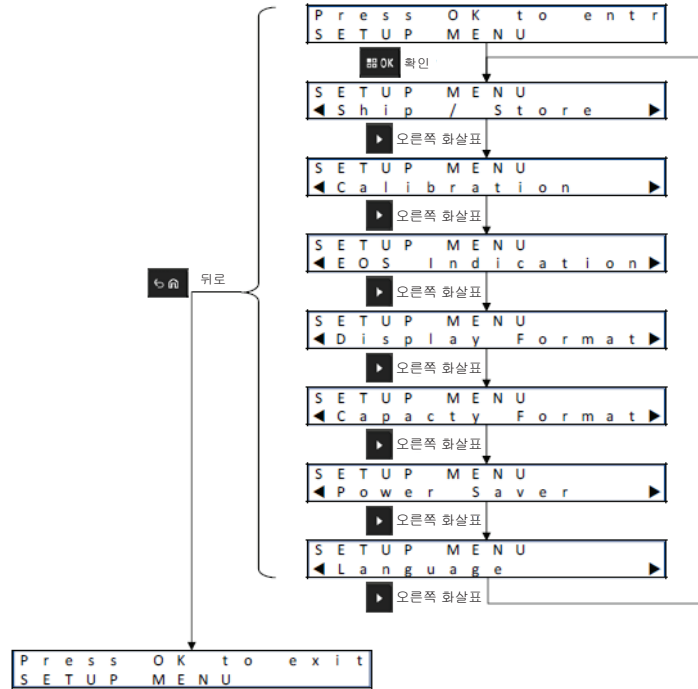 Press OK to entr
SETUP MENU
OK 확인
SETUP MENU
◀Ship / Store ▶
오른쪽 화살표
SETUP MENU
◀Calibration ▶
오른쪽 화살표
SETUP MENU
◀EOS Indication▶
뒤로
오른쪽 화살표
SETUP MENU
◀Display Format▶
오른쪽 화살표
SETUP MENU
◀Capacty Format▶
오른쪽 화살표
SETUP MENU
◀Power Saver ▶
오른쪽 화살표
SETUP MENU
◀Language ▶
오른쪽 화살표
Press OK to exit
SETUP MENU